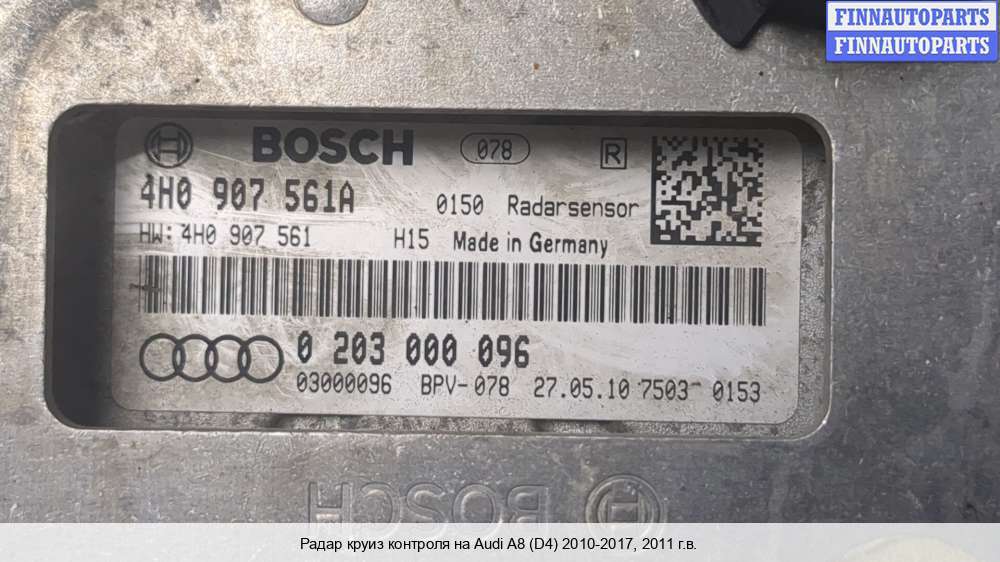 FINNAUTOPARTS
FINNAUTOPARTS
BOSCH 078 R
4H0 907 561A 0150 Radarsensor
HW: 4H0 907 561 H15 Made in Germany
0 203 000 096
03000096 BPV-078 27.05.10 7503 0153
BOSCH
Радар круиз контроля на Audi A8 (D4) 2010-2017, 2011 г.в.